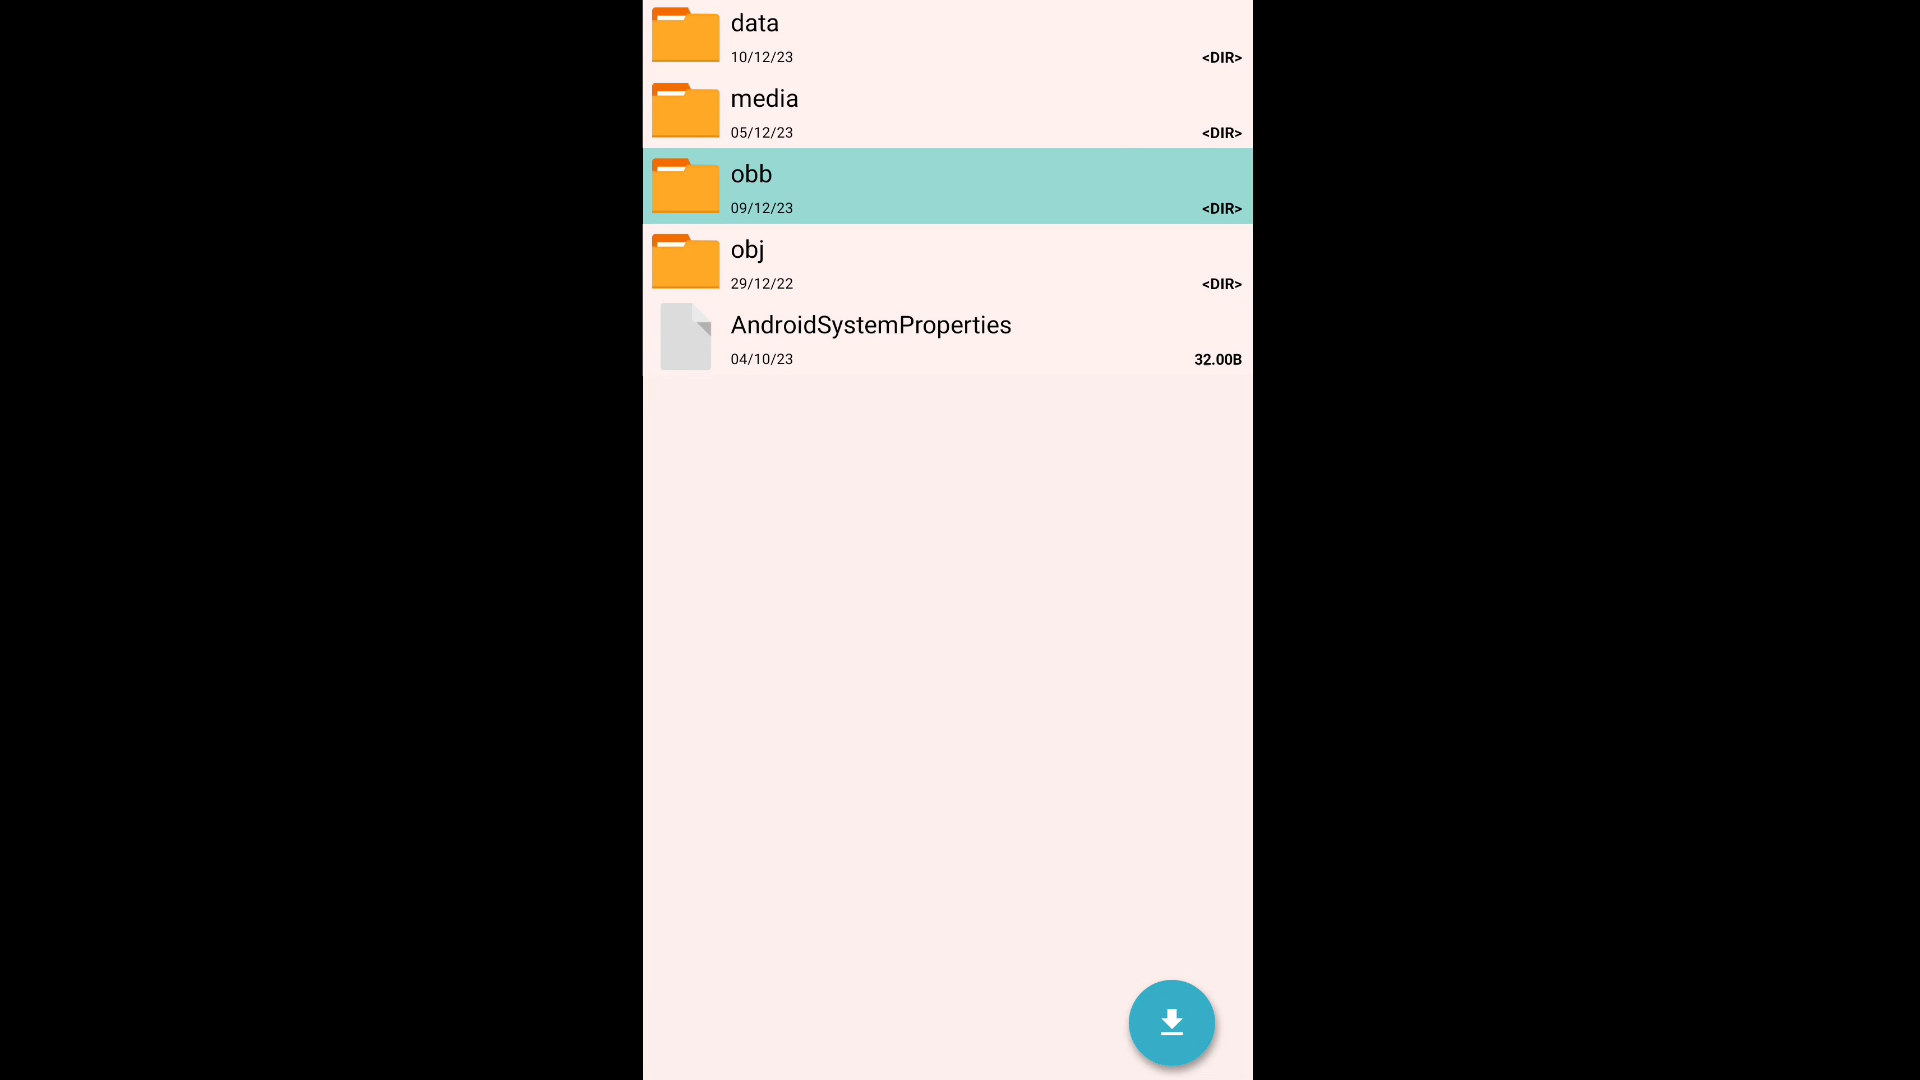 data
10/12/23 <DIR>
media
05/12/23 <DIR>
obb
09/12/23 <DIR>
obj
29/12/22 <DIR>
AndroidSystemProperties
04/10/23 32.00B